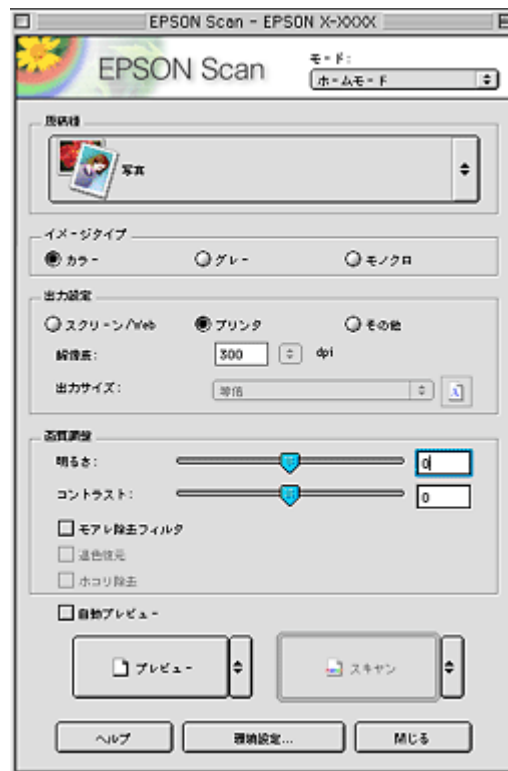 EPSON Scan - EPSON X-XXXX
EPSON Scan
モード:
ホームモード
原稿種
写真
イメージタイプ
カラー グレー モノクロ
出力設定
スクリーン/Web プリンタ その他
解像度: 300 dpi
出力サイズ: 等倍
画質調整
明るさ: 0
コントラスト: 0
モアレ除去フィルタ
退色復元
ホコリ除去
自動プレビュー
プレビュー スキャン
ヘルプ 環境設定... 閉じる